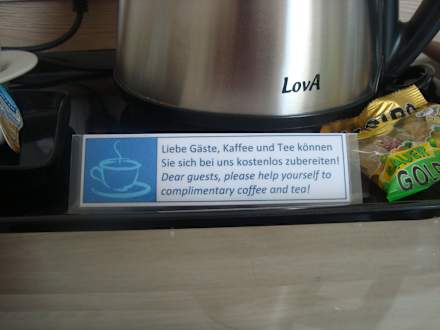 LovA
Liebe Gäste, Kaffee und Tee können
Sie sich bei uns kostenlos zubereiten!
Dear guests, please help yourself to
complimentary coffee and tea!